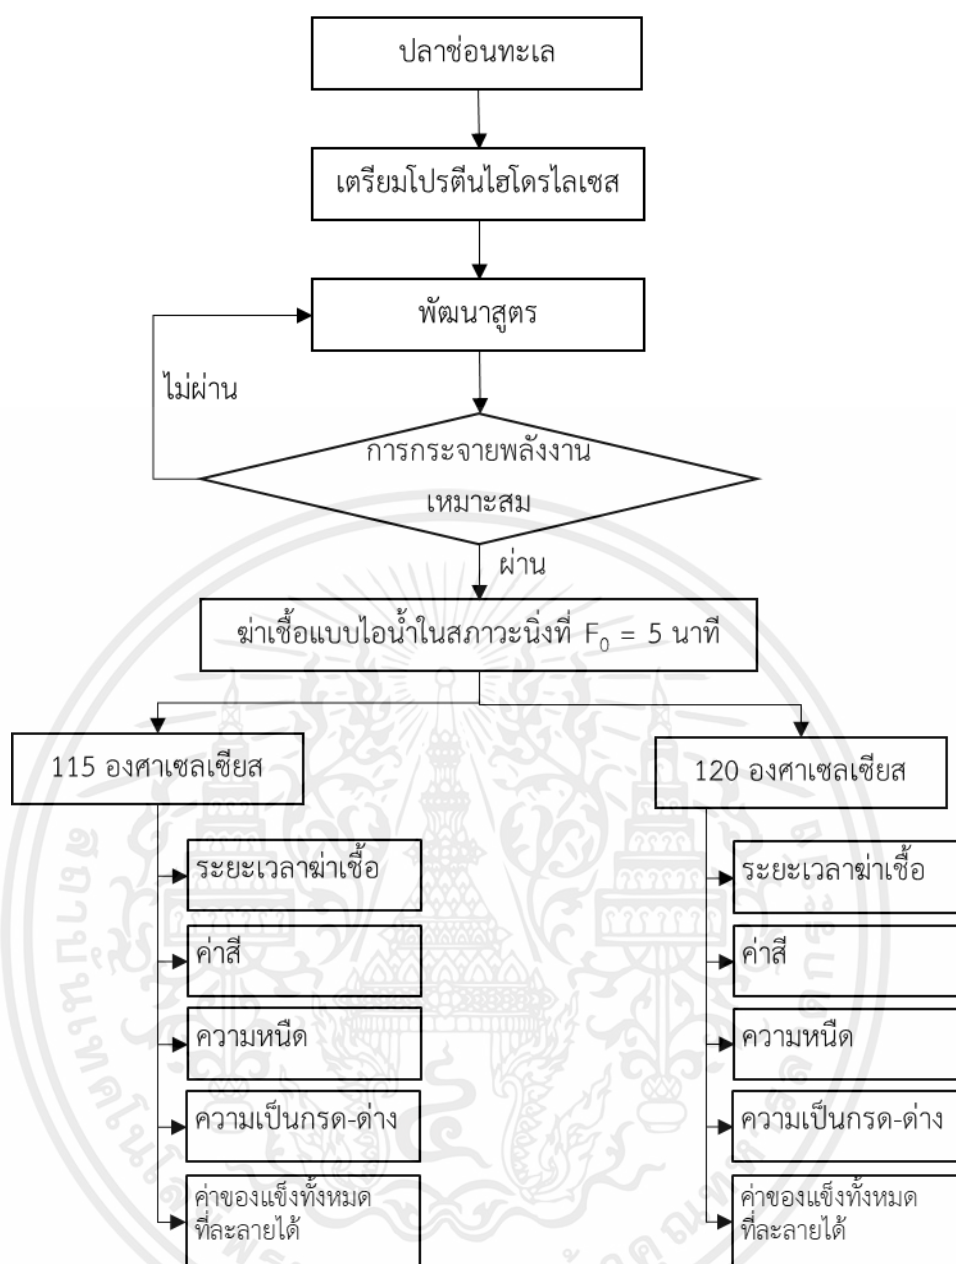 ปลาช่อนทะเล
เตรียมโปรตีนไฮโดรไลเซส
พัฒนาสูตร
ไม่ผ่าน
การกระจายพลังงาน
เหมาะสม
ผ่าน
ฆ่าเชื้อแบบไอน้ำในสภาวะนิ่งที่ F₀ = 5 นาที
115 องศาเซลเซียส
ระยะเวลาฆ่าเชื้อ
ค่าสี
ความหนืด
ความเป็นกรด-ด่าง
ค่าของแข็งทั้งหมด
ที่ละลายได้
120 องศาเซลเซียส
ระยะเวลาฆ่าเชื้อ
ค่าสี
ความหนืด
ความเป็นกรด-ด่าง
ค่าของแข็งทั้งหมด
ที่ละลายได้